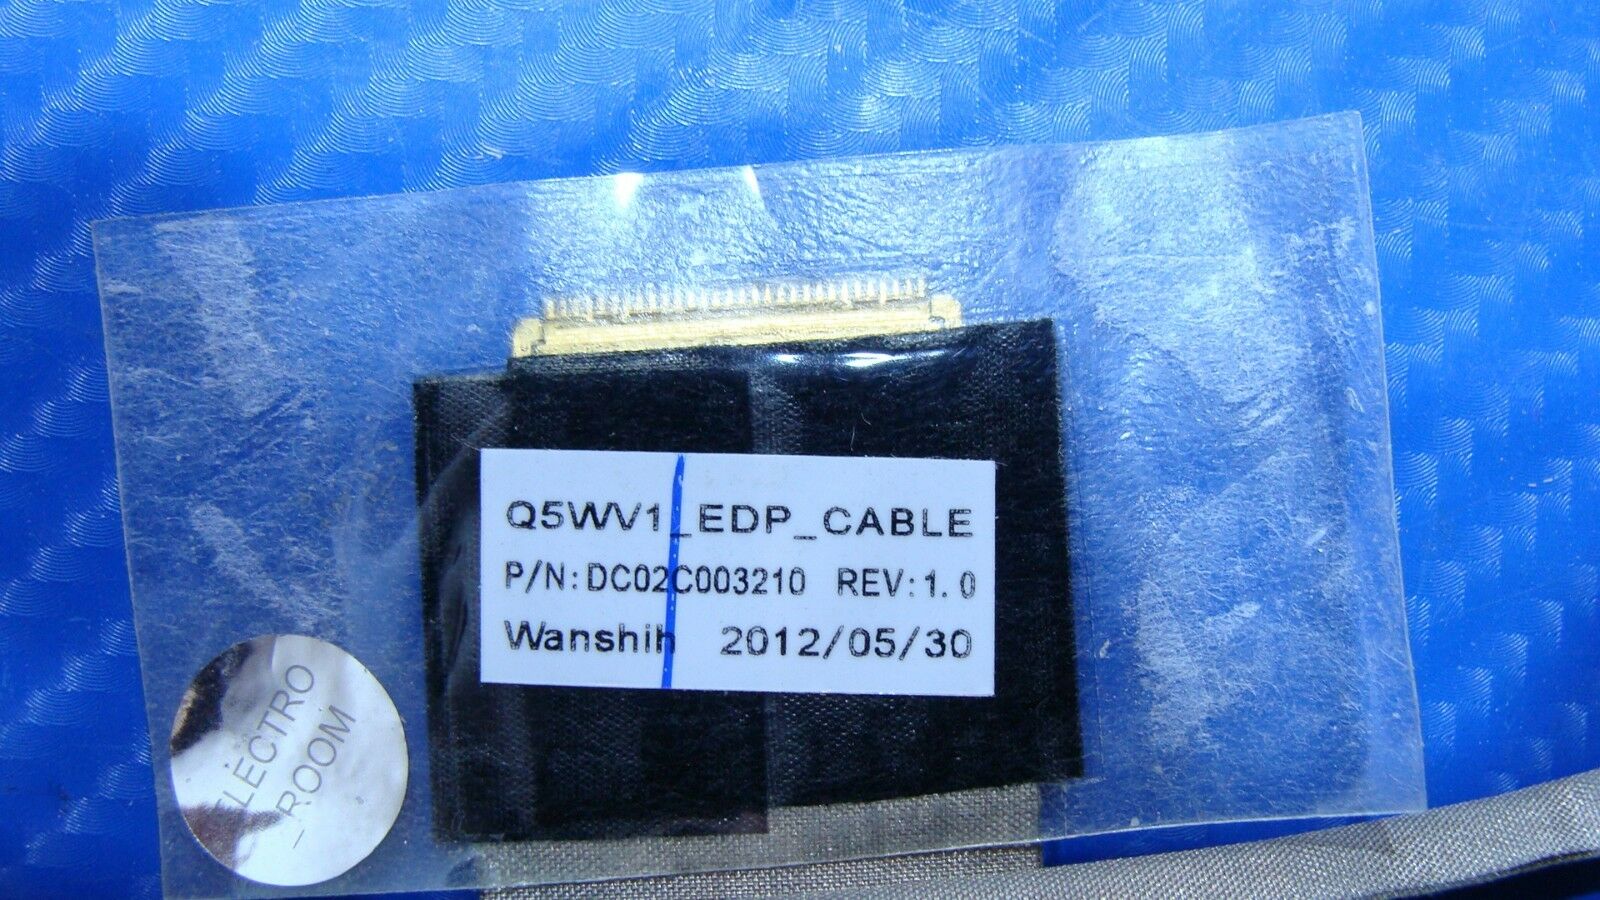 Q5WV1_EDP_CABLE
P/N:DC02C003210 REV:1.0
Wanshih 2012/05/30
ELECTRO
_ROOM